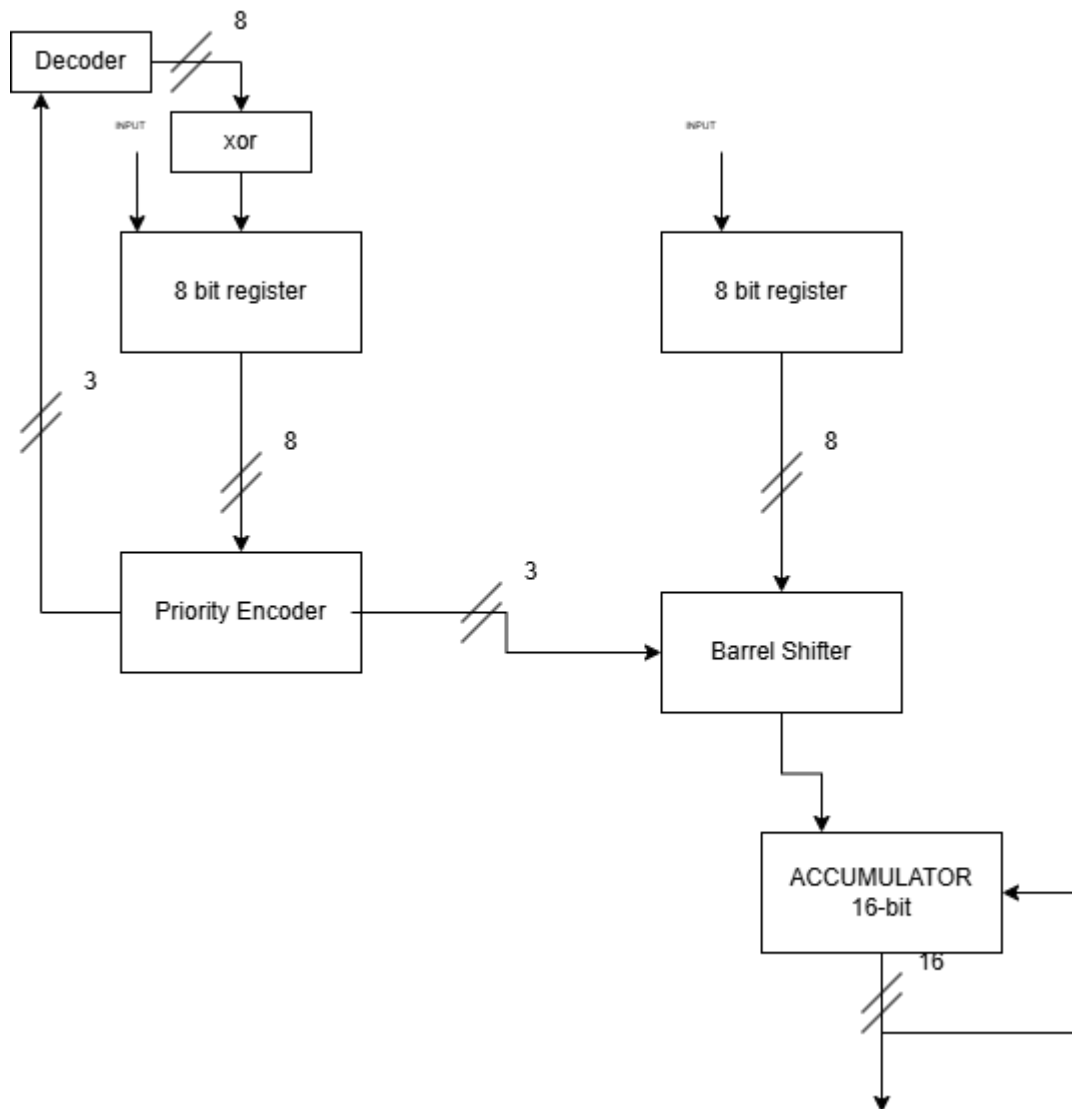 8
Decoder
INPUT
xor
INPUT
8 bit register
8 bit register
3
8
8
3
Priority Encoder
Barrel Shifter
ACCUMULATOR
16-bit
16